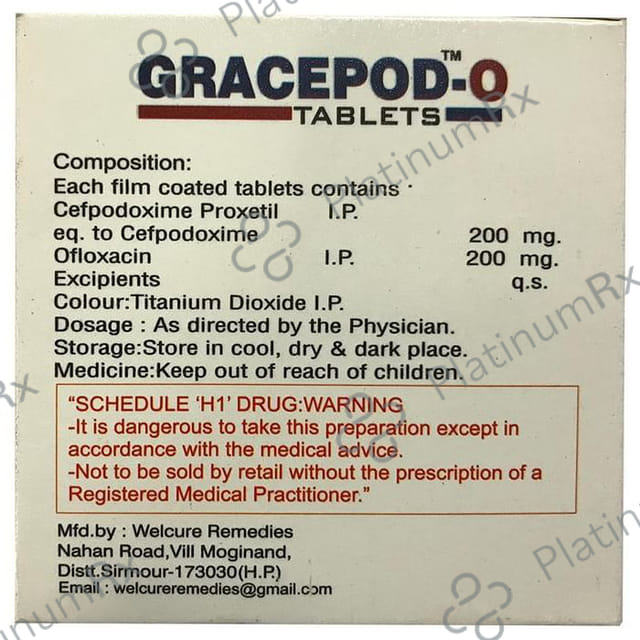 GRACEPOD-O™
TABLETS
Composition:
Each film coated tablets contains
Cefpodoxime Proxetil I.P.
eq. to Cefpodoxime 200 mg.
Ofloxacin I.P. 200 mg.
Excipients q.s.
Colour:Titanium Dioxide I.P.
Dosage : As directed by the Physician.
Storage:Store in cool, dry & dark place.
Medicine:Keep out of reach of children.
"SCHEDULE 'H1' DRUG:WARNING
-It is dangerous to take this preparation except in
accordance with the medical advice.
-Not to be sold by retail without the prescription of a
Registered Medical Practitioner."
Mfd.by : Welcure Remedies
Nahan Road,Vill Moginand,
Distt.Sirmour-173030(H.P.)
Email : welcureremedies@gmail.com
PlatinumRx
PlatinumRx
PlatinumRx
PlatinumRx